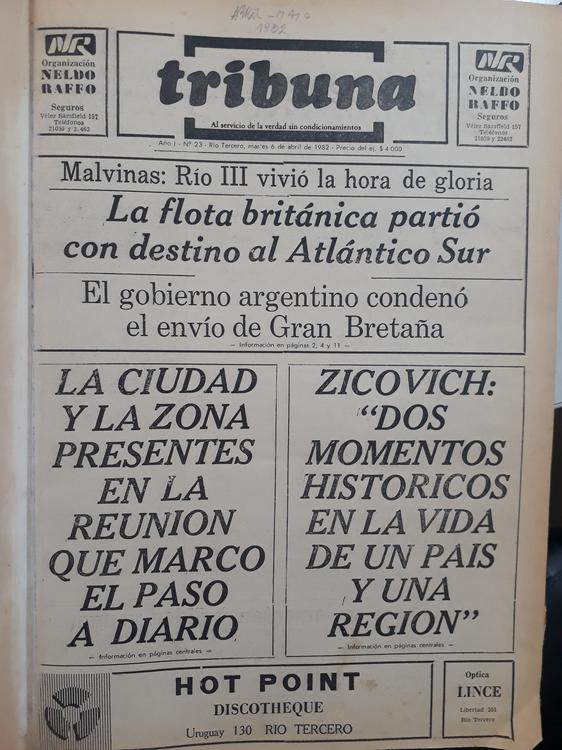 ABRIL - MAYO
1982
NR
Organización
NELDO
RAFFO
Seguros
Vélez Sarsfield 157
Teléfonos
21059 y 2.462
tribuna
Al servicio de la verdad sin condicionamientos
NR
Organización
NELDO
RAFFO
Seguros
Vélez Sarsfield 157
Teléfonos
21059 y 22462
Año I - Nº 23 - Río Tercero, martes 6 de abril de 1982 - Precio del ej. $ 4000
Malvinas: Río III vivió la hora de gloria
La flota británica partió
con destino al Atlántico Sur
El gobierno argentino condenó
el envío de Gran Bretaña
— Información en páginas 2, 4 y 11 —
LA CIUDAD
Y LA ZONA
PRESENTES
EN LA
REUNION
QUE MARCO
EL PASO
A DIARIO
— Información en páginas centrales —
ZICOVICH:
“DOS
MOMENTOS
HISTORICOS
EN LA VIDA
DE UN PAIS
Y UNA
REGION”
— Información en páginas centrales —
HOT POINT
DISCOTHEQUE
Uruguay 130 RIO TERCERO
Optica
LINCE
Libertad 251
Río Tercero